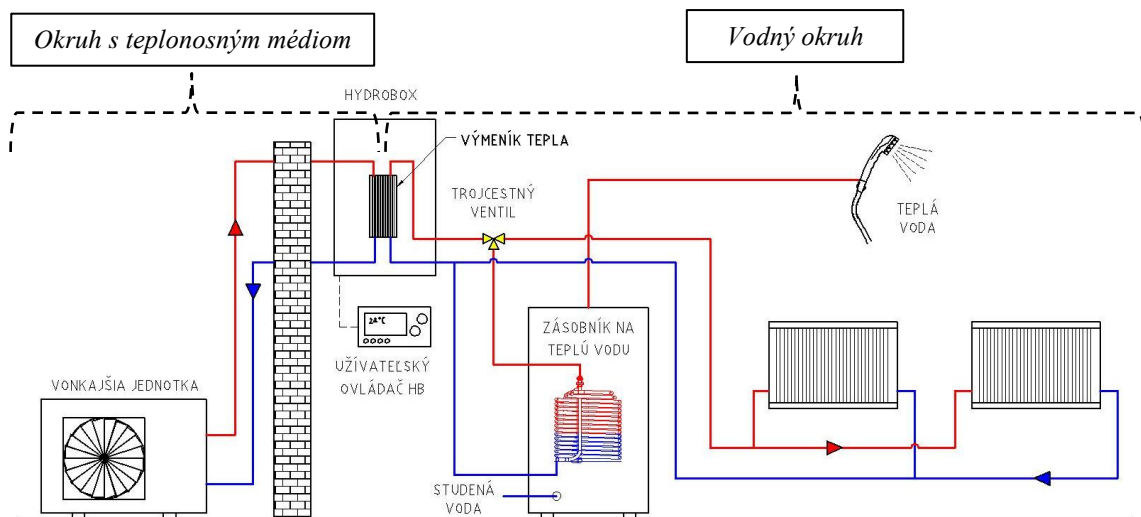 Okruh s teplonosným médiom
Vodný okruh
HYDROBOX
VÝMENÍK TEPLA
TROJCESTNÝ
VENTIL
TEPLÁ
VODA
24°C
UŽÍVATEĽSKÝ
OVLÁDAČ HB
ZÁSOBNÍK NA
TEPLÚ VODU
VONKAJŠIA JEDNOTKA
STUDENÁ
VODA